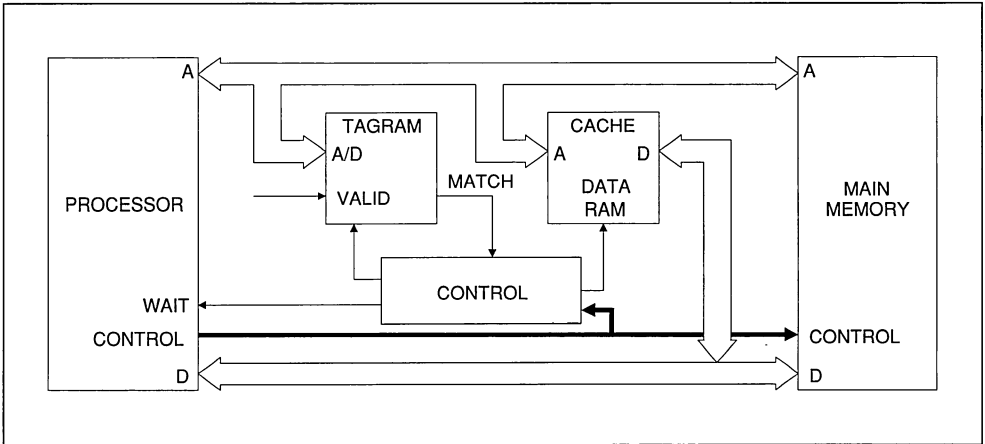 PROCESSOR
A
WAIT
CONTROL
D
TAGRAM
A/D
VALID
MATCH
CACHE
A D
DATA
RAM
CONTROL
A
MAIN
MEMORY
CONTROL
D